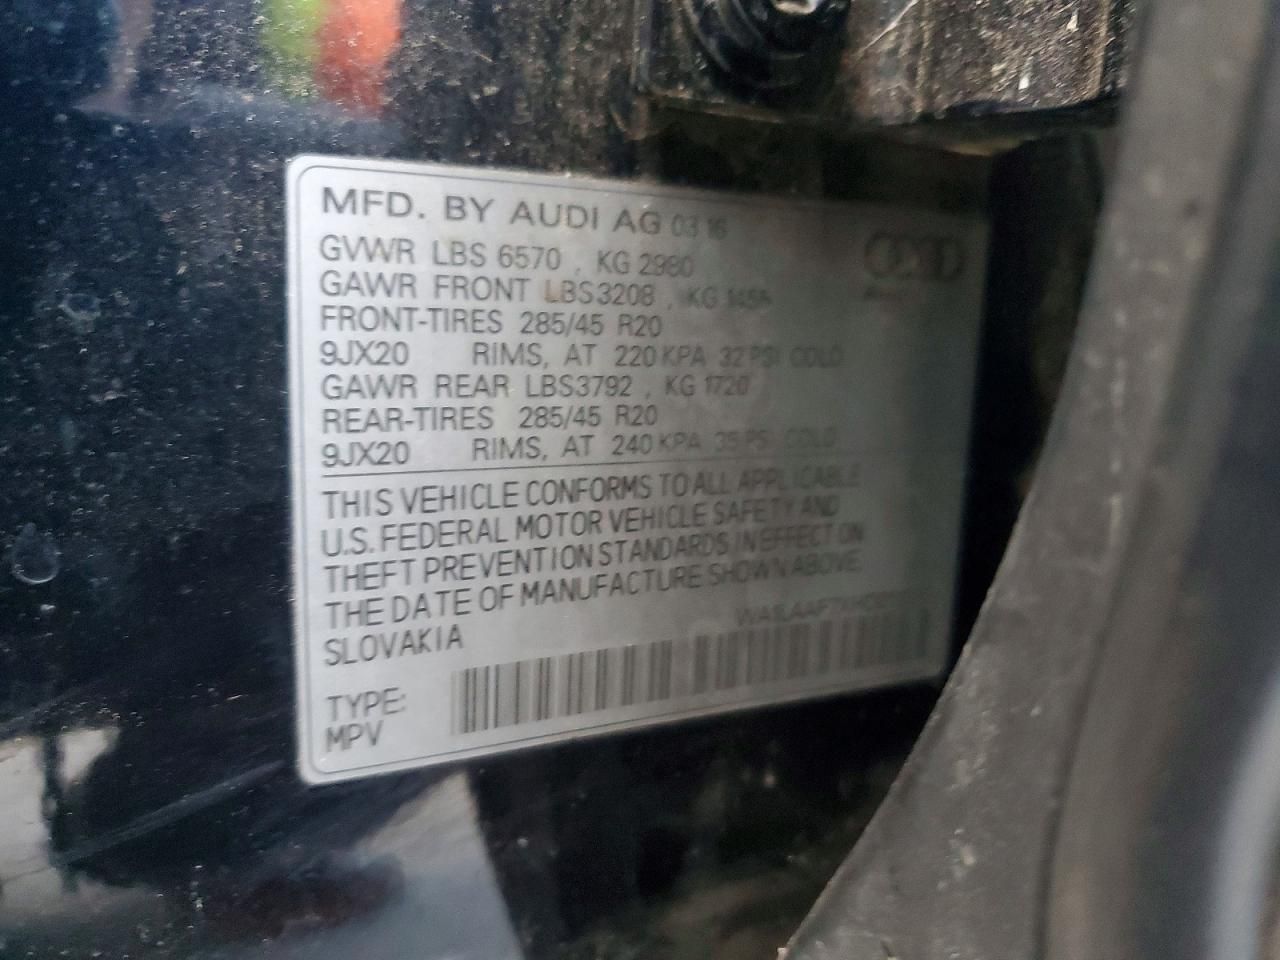 MFD. BY AUDI AG 03 16
GVWR LBS 6570 , KG 2980
GAWR FRONT LBS3208 , KG 1455
FRONT-TIRES 285/45 R20
9JX20 RIMS, AT 220 KPA 32 PSI COLD
GAWR REAR LBS3792 , KG 1720
REAR-TIRES 285/45 R20
9JX20 RIMS, AT 240 KPA 35 PSI COLD
THIS VEHICLE CONFORMS TO ALL APPLICABLE
U.S. FEDERAL MOTOR VEHICLE SAFETY AND
THEFT PREVENTION STANDARDS IN EFFECT ON
THE DATE OF MANUFACTURE SHOWN ABOVE.
SLOVAKIA
TYPE:
MPV